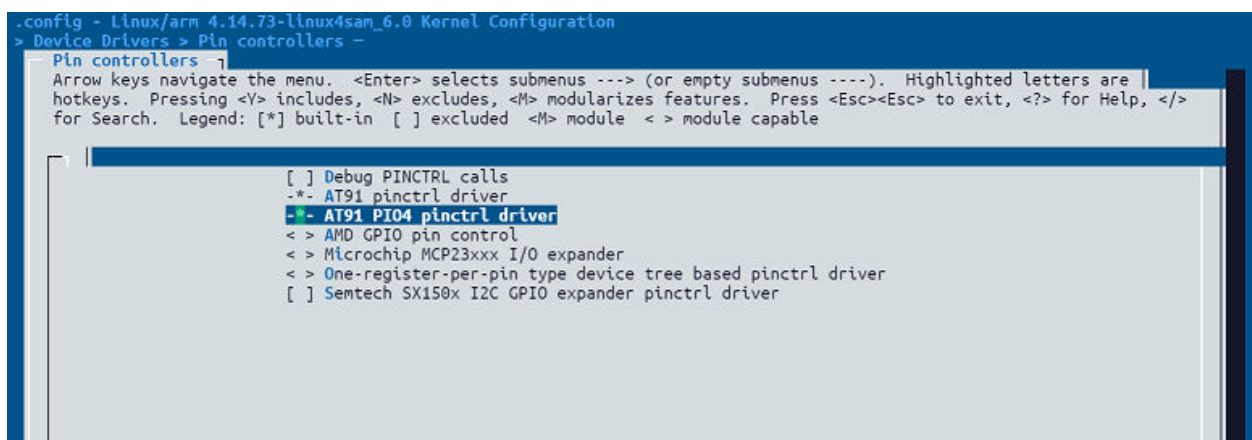 .config - Linux/arm 4.14.73-linux4sam_6.0 Kernel Configuration
> Device Drivers > Pin controllers
Pin controllers
Arrow keys navigate the menu. <Enter> selects submenus ---> (or empty submenus ----). Highlighted letters are
hotkeys. Pressing <Y> includes, <N> excludes, <M> modularizes features. Press <Esc><Esc> to exit, <?> for Help, </>
for Search. Legend: [*] built-in [ ] excluded <M> module < > module capable
[ ] Debug PINCTRL calls
-*- AT91 pinctrl driver
-*- AT91 PIO4 pinctrl driver
< > AMD GPIO pin control
< > Microchip MCP23xxx I/O expander
< > One-register-per-pin type device tree based pinctrl driver
[ ] Semtech SX150x I2C GPIO expander pinctrl driver